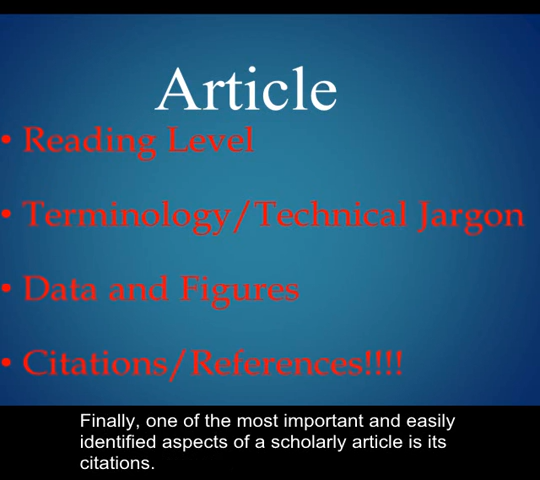 Article
• Reading Level
• Terminology/Technical Jargon
• Data and Figures
• Citations/References!!!!
Finally, one of the most important and easily
identified aspects of a scholarly article is its
citations.